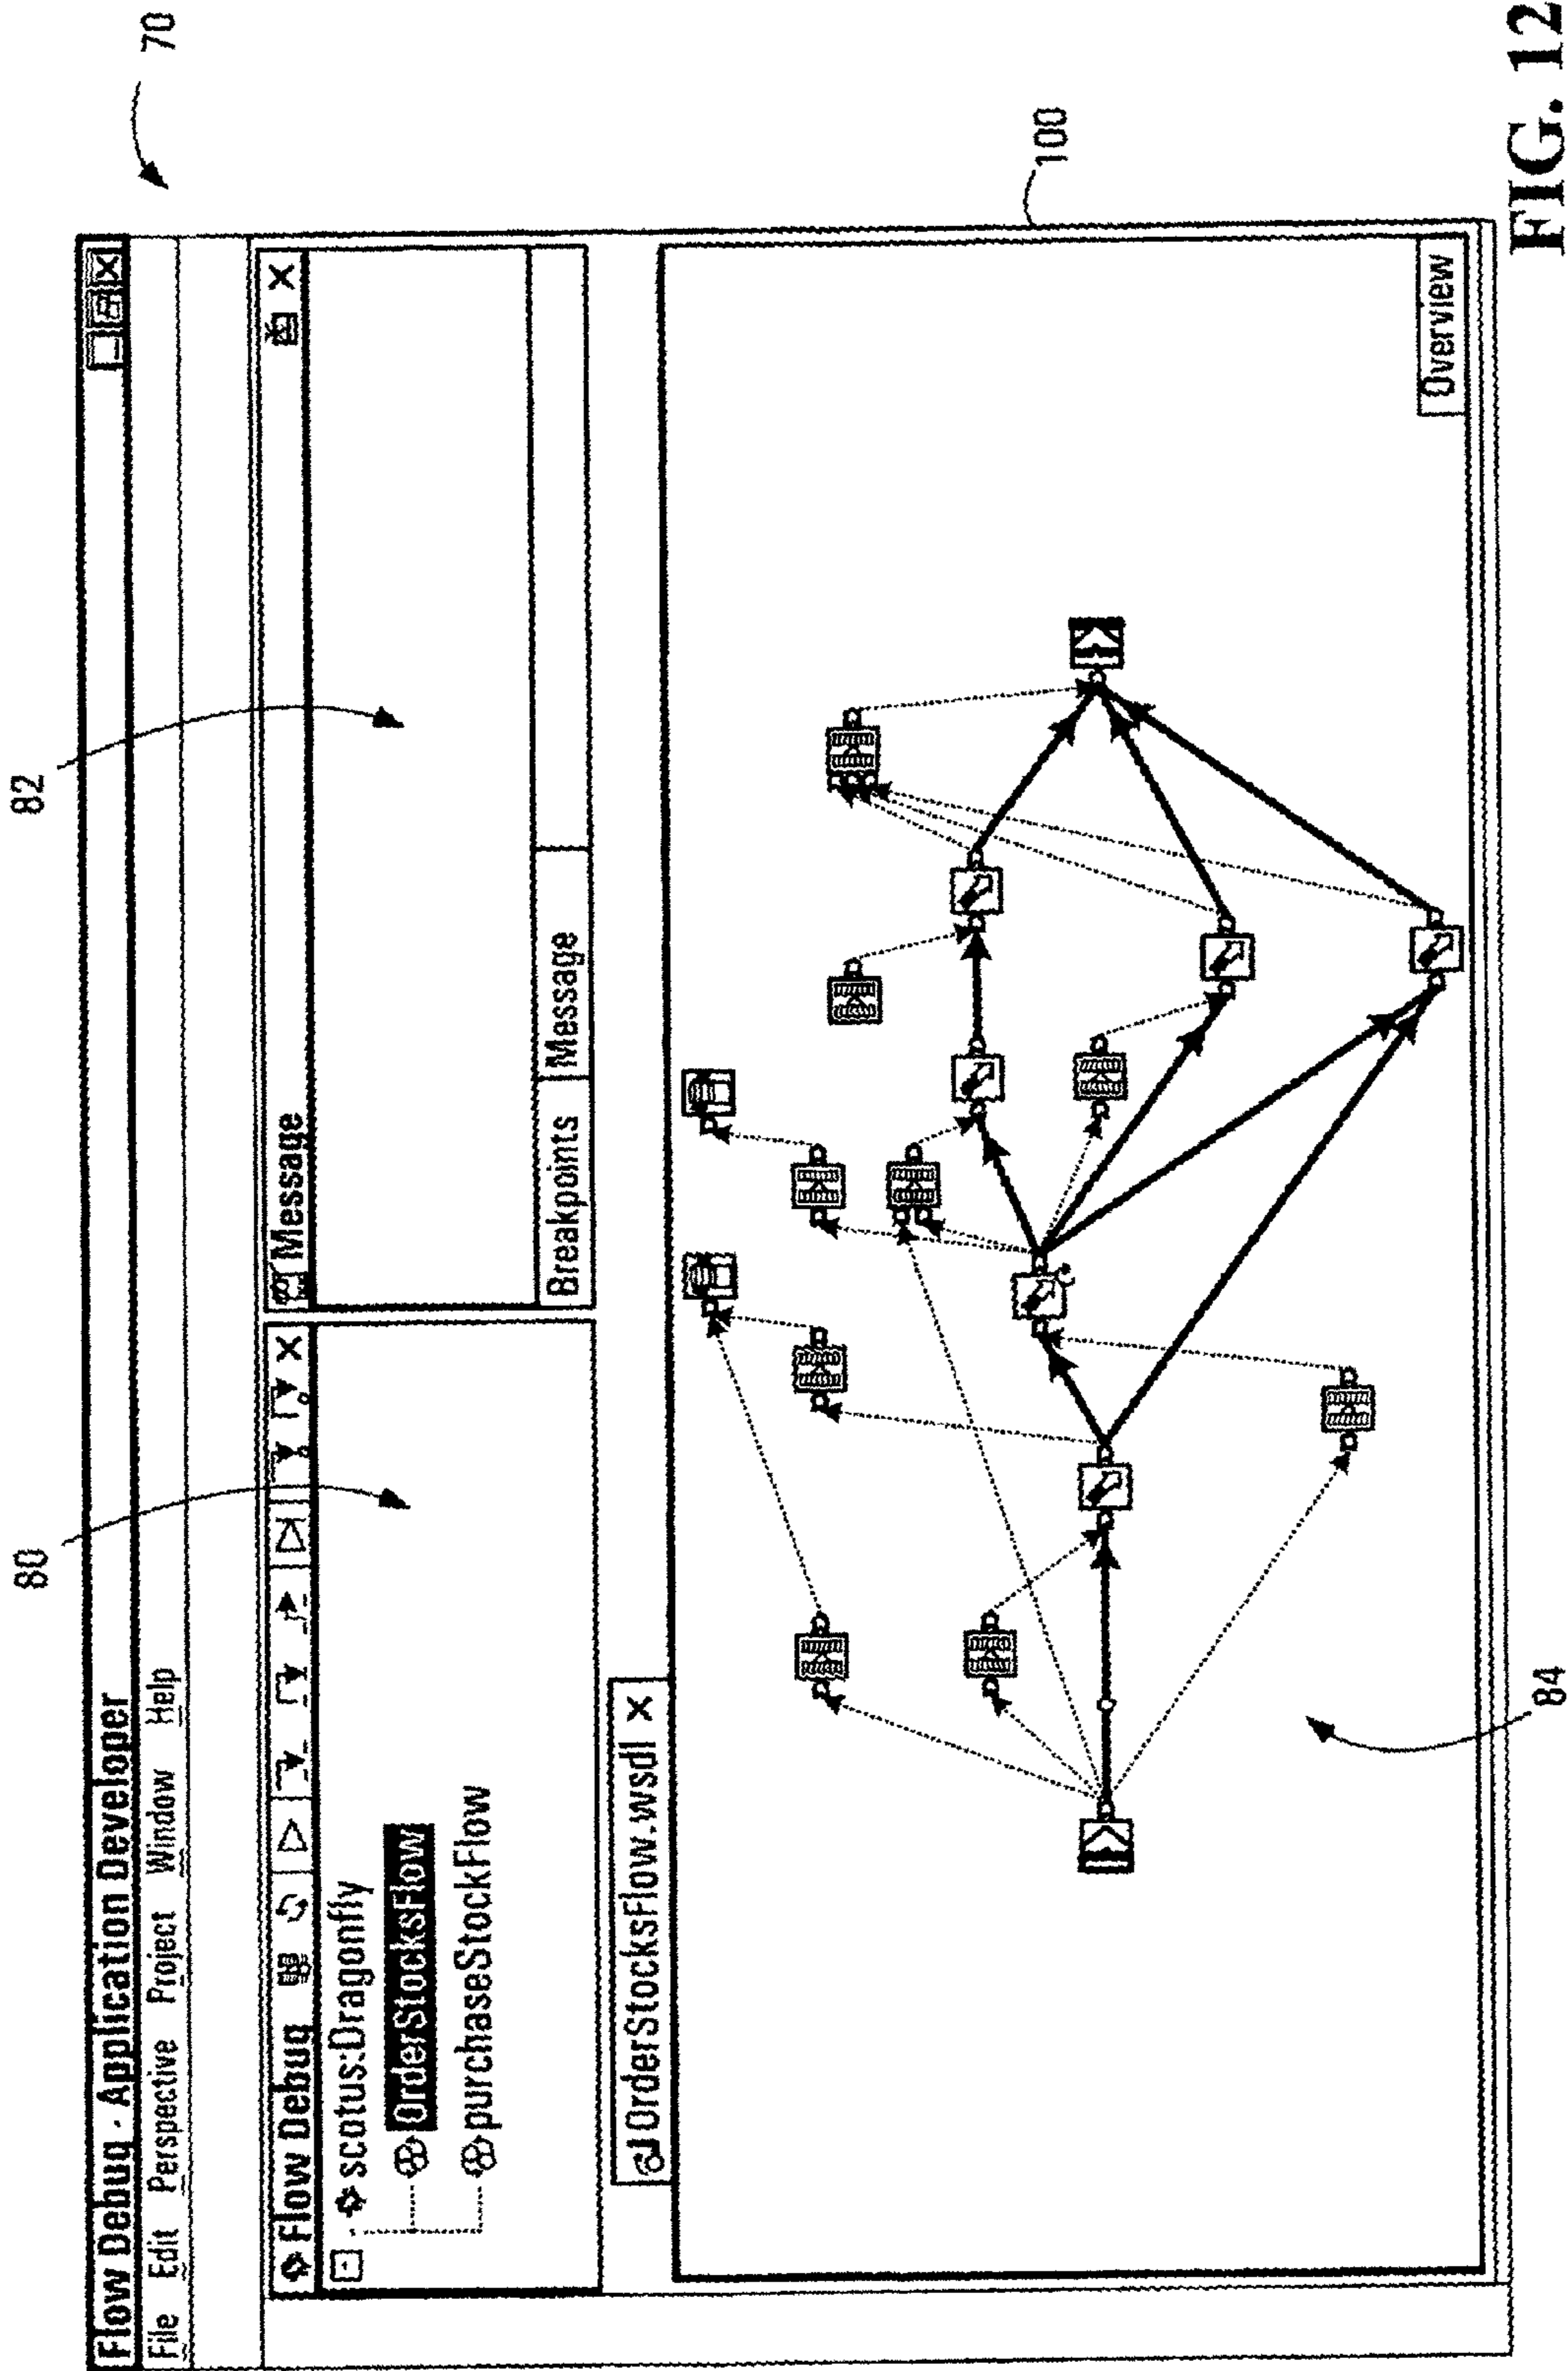 70
Flow Debug - Application Developer
File Edit Perspective Project Window Help
80
82
Flow Debug
Message
scotus:Dragonfly
OrderStocksFlow
purchaseStockFlow
Breakpoints Message
OrderStocksFlow.wsdl X
100
84
Overview
FIG. 12